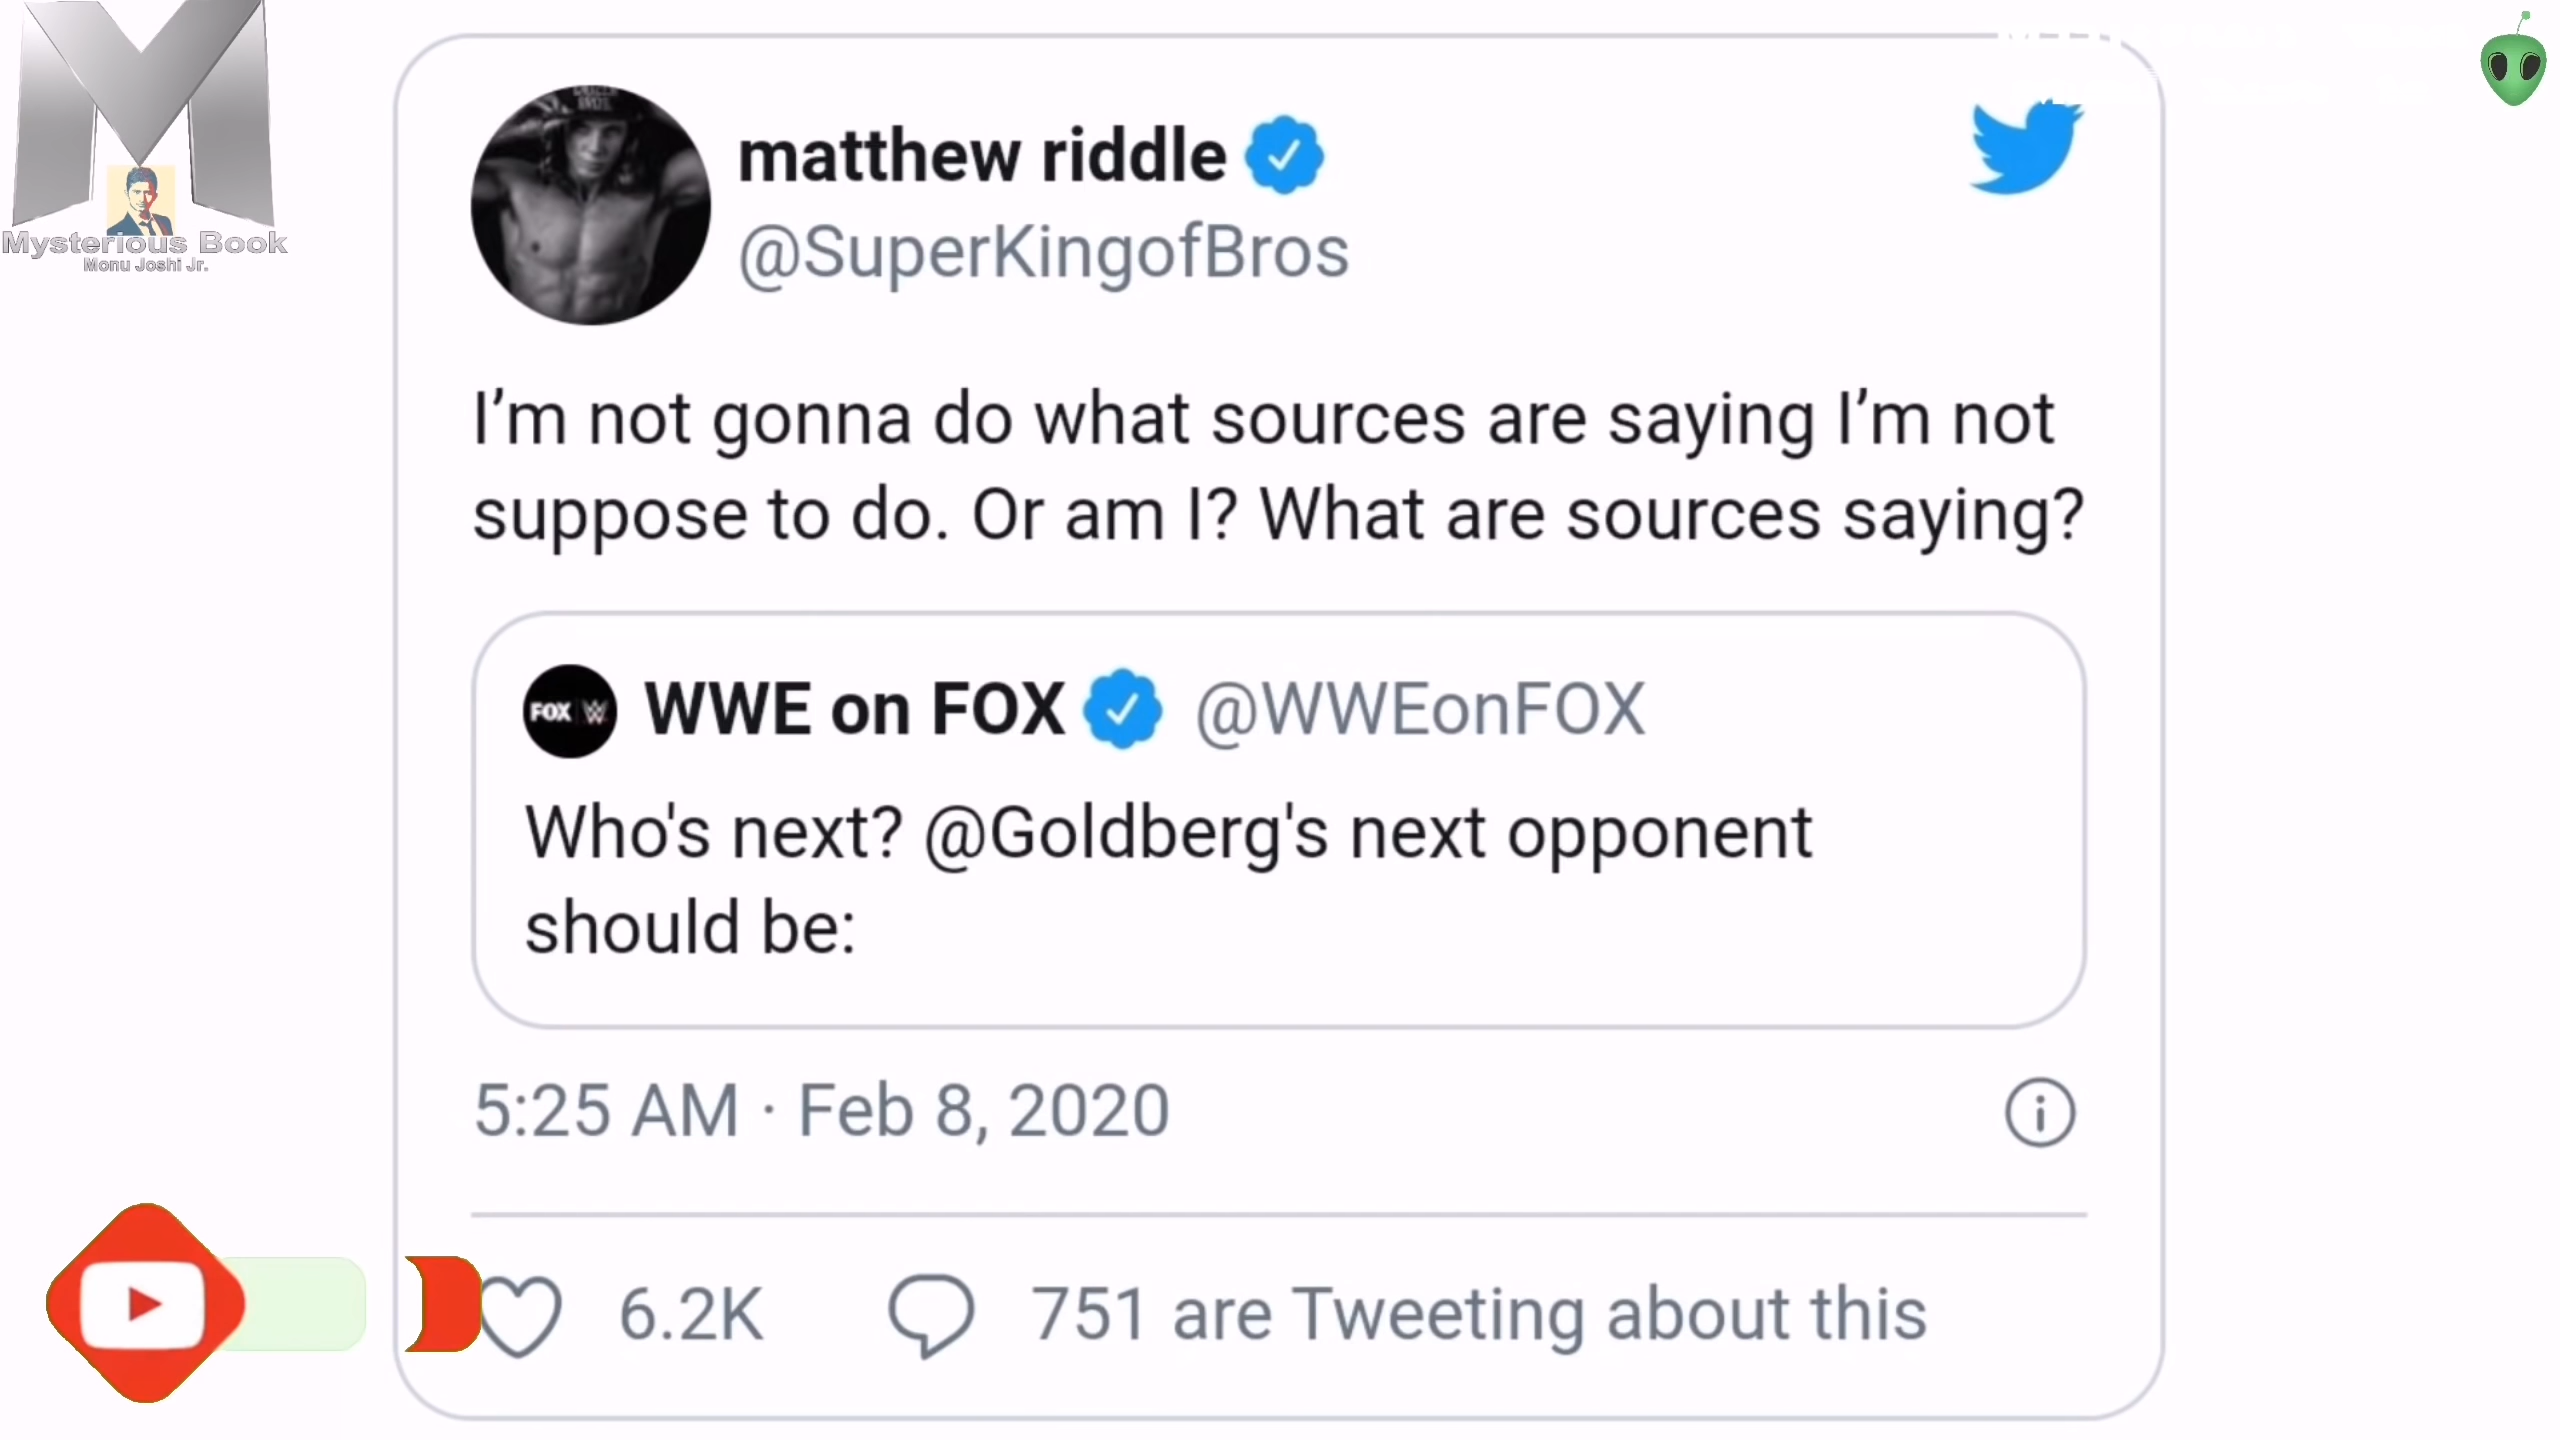 Mysterious Book
Monu Joshi Jr.
matthew riddle
@SuperKingofBros
I’m not gonna do what sources are saying I’m not
suppose to do. Or am I? What are sources saying?
FOX W
WWE on FOX @WWEonFOX
Who's next? @Goldberg's next opponent
should be:
5:25 AM · Feb 8, 2020
6.2K 751 are Tweeting about this